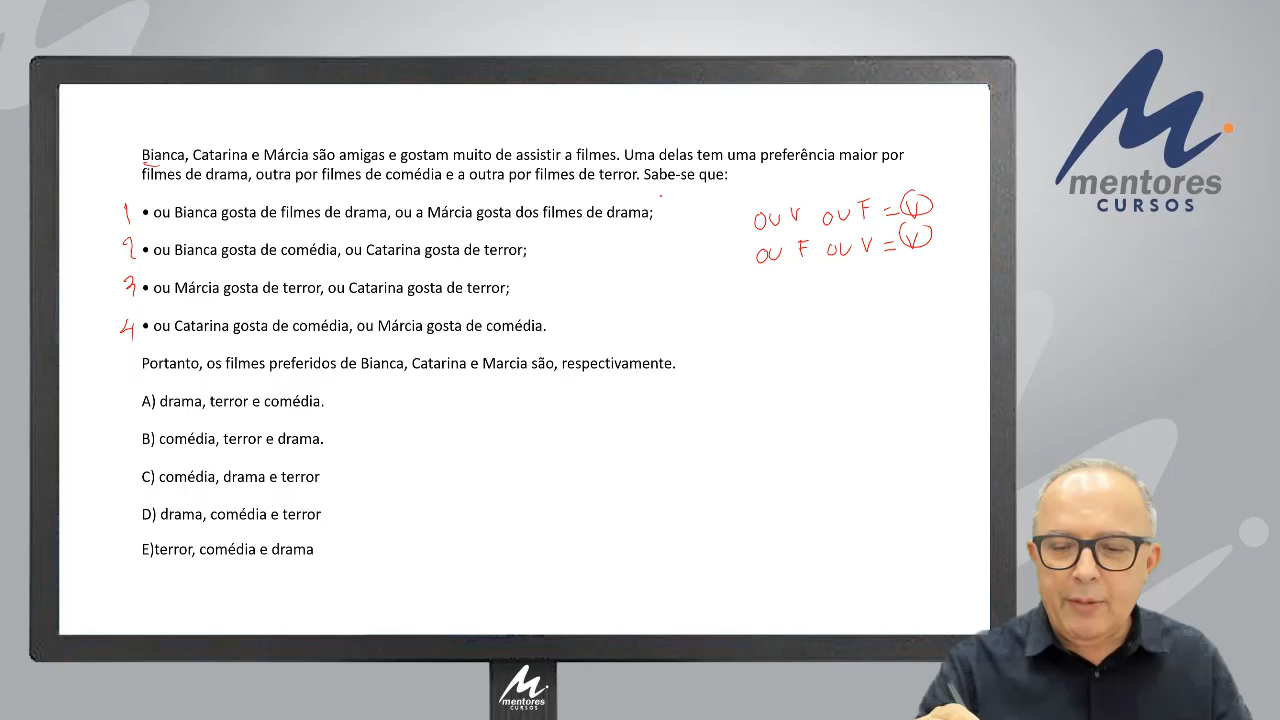 Bianca, Catarina e Márcia são amigas e gostam muito de assistir a filmes. Uma delas tem uma preferência maior por
filmes de drama, outra por filmes de comédia e a outra por filmes de terror. Sabe-se que:
1 • ou Bianca gosta de filmes de drama, ou a Márcia gosta dos filmes de drama;
2 • ou Bianca gosta de comédia, ou Catarina gosta de terror;
3 • ou Márcia gosta de terror, ou Catarina gosta de terror;
4 • ou Catarina gosta de comédia, ou Márcia gosta de comédia.
Portanto, os filmes preferidos de Bianca, Catarina e Marcia são, respectivamente.
A) drama, terror e comédia.
B) comédia, terror e drama.
C) comédia, drama e terror
D) drama, comédia e terror
E)terror, comédia e drama
OU V OU F = V
OU F OU V = V
mentores
CURSOS
mentores
CURSOS